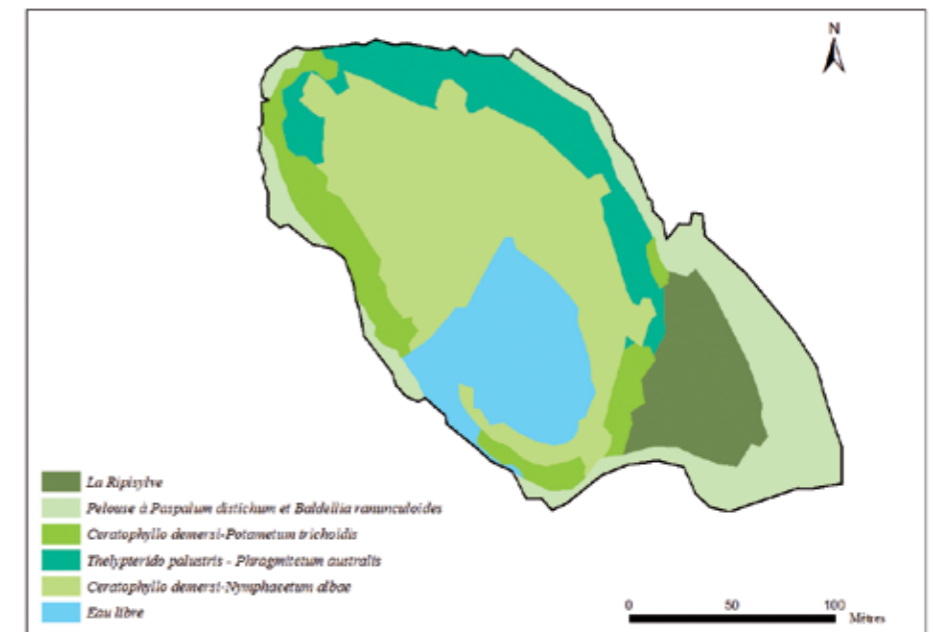 N
La Ripisylve
Pelouse à Paspalum distichum et Baldellia ranunculoides
Ceratophyllo demersi-Potametum trichoidis
Thelypterido palustris - Phragmitetum australis
Ceratophyllo demersi-Nymphaeetum albae
Eau libre
0 50 100
Mètres